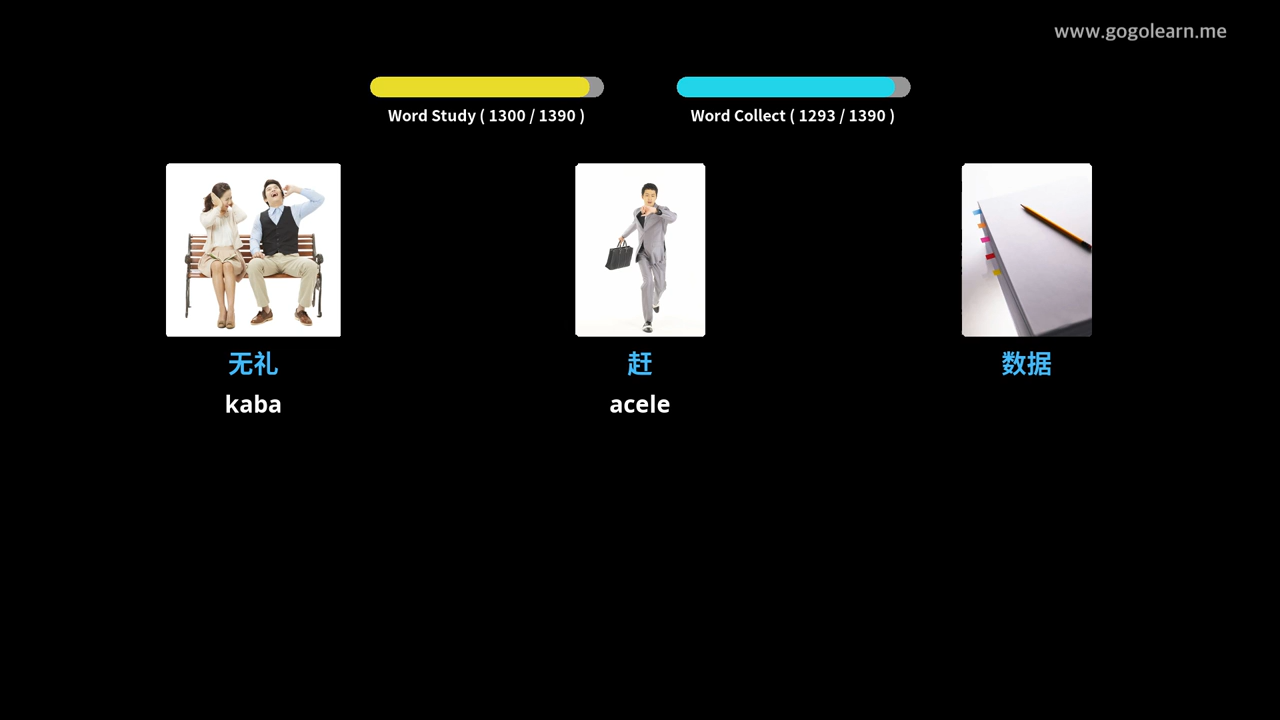 www.gogolearn.me
Word Study ( 1300 / 1390 )
Word Collect ( 1293 / 1390 )
无礼
赶
数据
kaba
acele